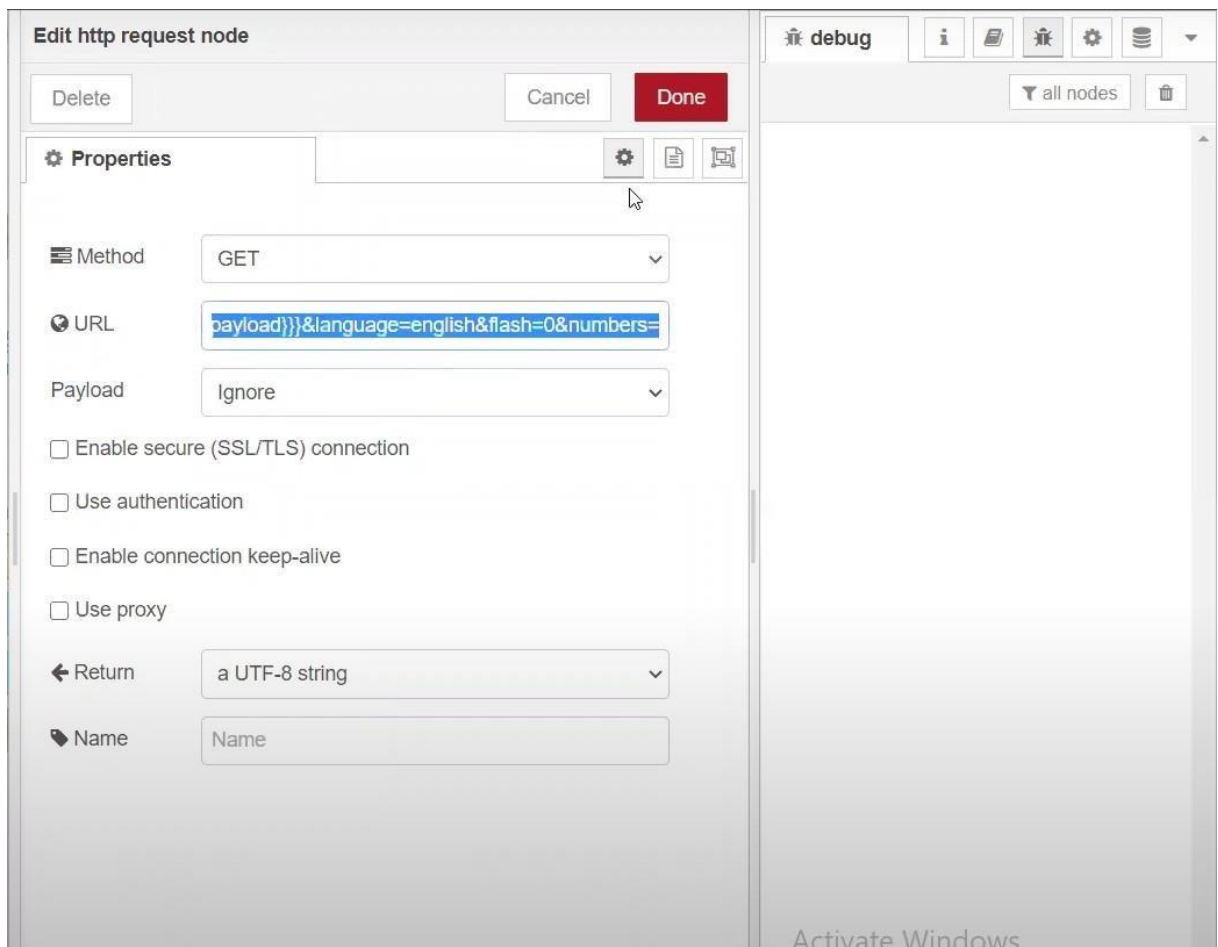 Edit http request node
debug
all nodes
Delete
Cancel
Done
Properties
Method
GET
URL
payload}}}&language=english&flash=0&numbers=
Payload
Ignore
Enable secure (SSL/TLS) connection
Use authentication
Enable connection keep-alive
Use proxy
Return
a UTF-8 string
Name
Name
Activate Windows